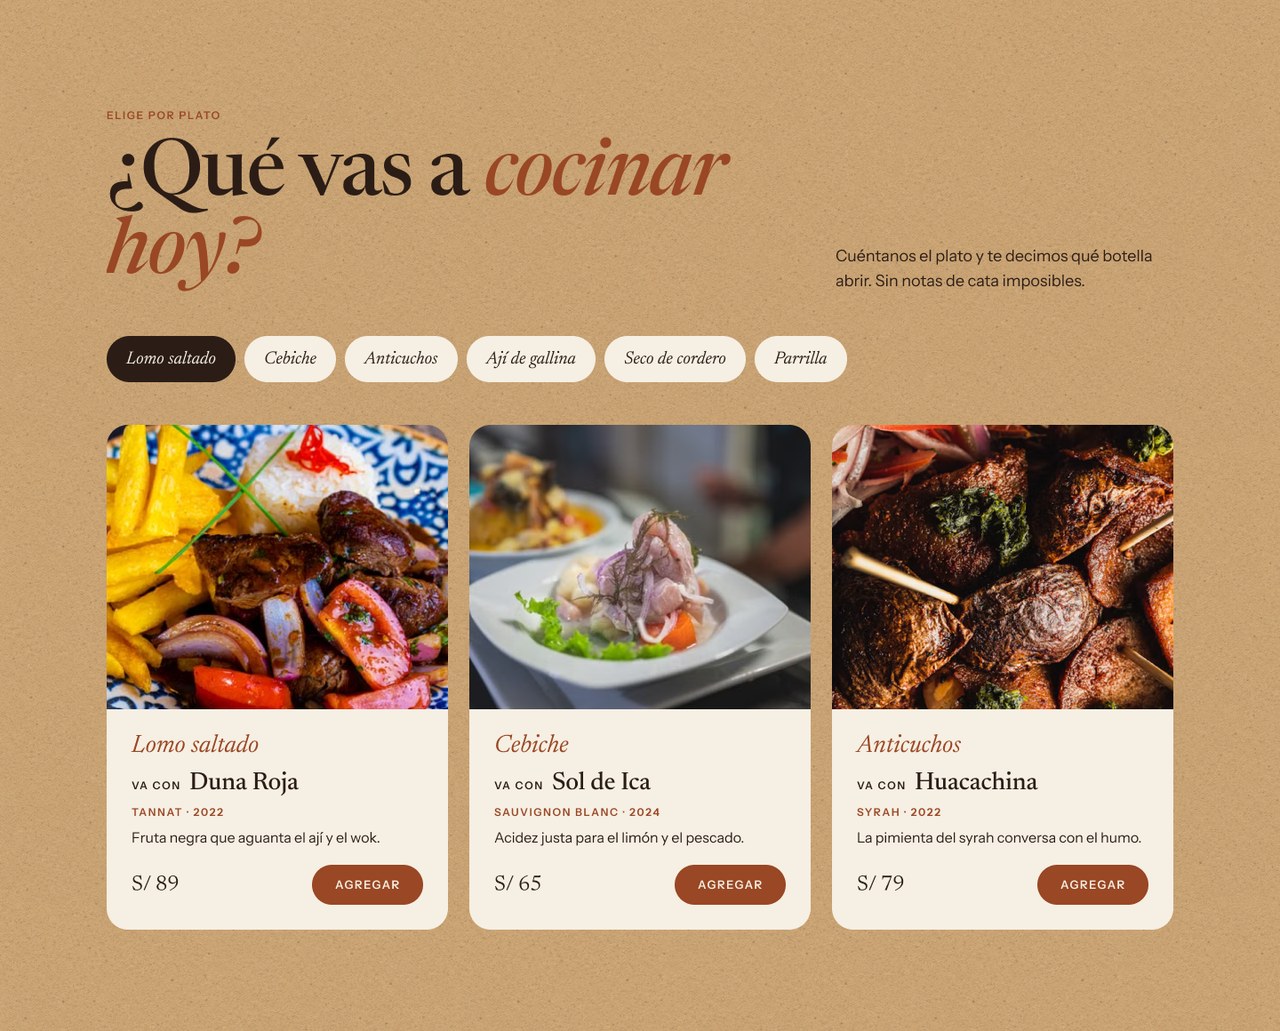 ELIGE POR PLATO
¿Qué vas a cocinar
hoy?
Cuéntanos el plato y te decimos qué botella
abrir. Sin notas de cata imposibles.
Lomo saltado
Cebiche
Anticuchos
Ají de gallina
Seco de cordero
Parrilla
Lomo saltado
VA CON Duna Roja
TANNAT · 2022
Fruta negra que aguanta el ají y el wok.
S/ 89
AGREGAR
Cebiche
VA CON Sol de Ica
SAUVIGNON BLANC · 2024
Acidez justa para el limón y el pescado.
S/ 65
AGREGAR
Anticuchos
VA CON Huacachina
SYRAH · 2022
La pimienta del syrah conversa con el humo.
S/ 79
AGREGAR